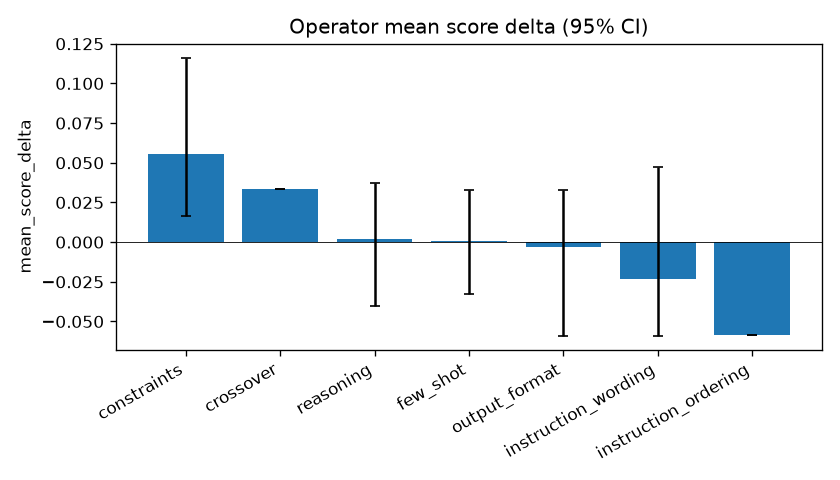 Operator mean score delta (95% CI)
mean_score_delta
0.125
0.100
0.075
0.050
0.025
0.000
−0.025
−0.050
constraints
crossover
reasoning
few_shot
output_format
instruction_wording
instruction_ordering